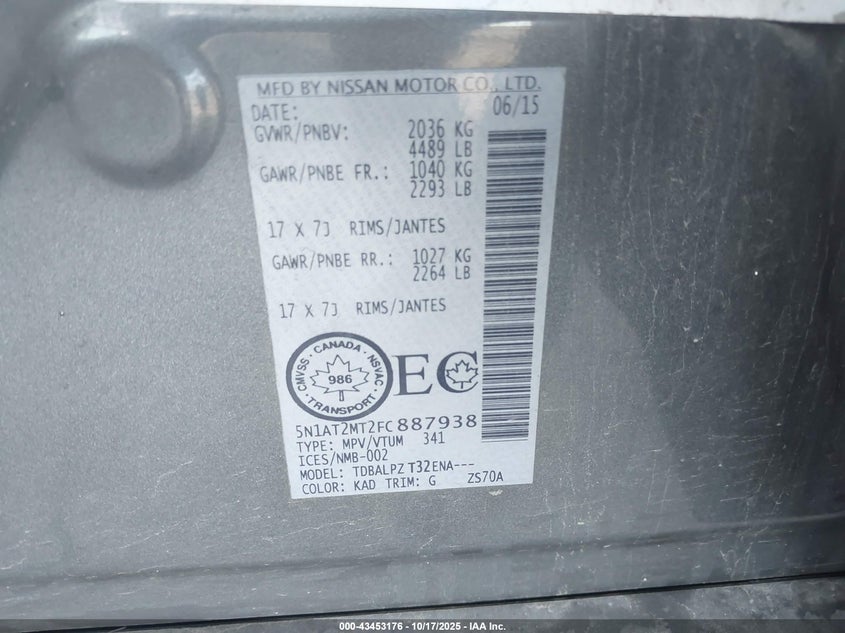 MFD BY NISSAN MOTOR CO., LTD.
DATE: 06/15
GVWR/PNBV: 2036 KG
4489 LB
GAWR/PNBE FR.: 1040 KG
2293 LB
17 X 7J RIMS/JANTES
GAWR/PNBE RR.: 1027 KG
2264 LB
17 X 7J RIMS/JANTES
CMVSS · CANADA · NSVAC · TRANSPORT ·
986
EC
5N1AT2MT2FC887938
TYPE: MPV/VTUM 341
ICES/NMB-002
MODEL: TDBALPZ T32ENA---
COLOR: KAD TRIM: G ZS70A
000-43453176 - 10/17/2025 - IAA Inc.